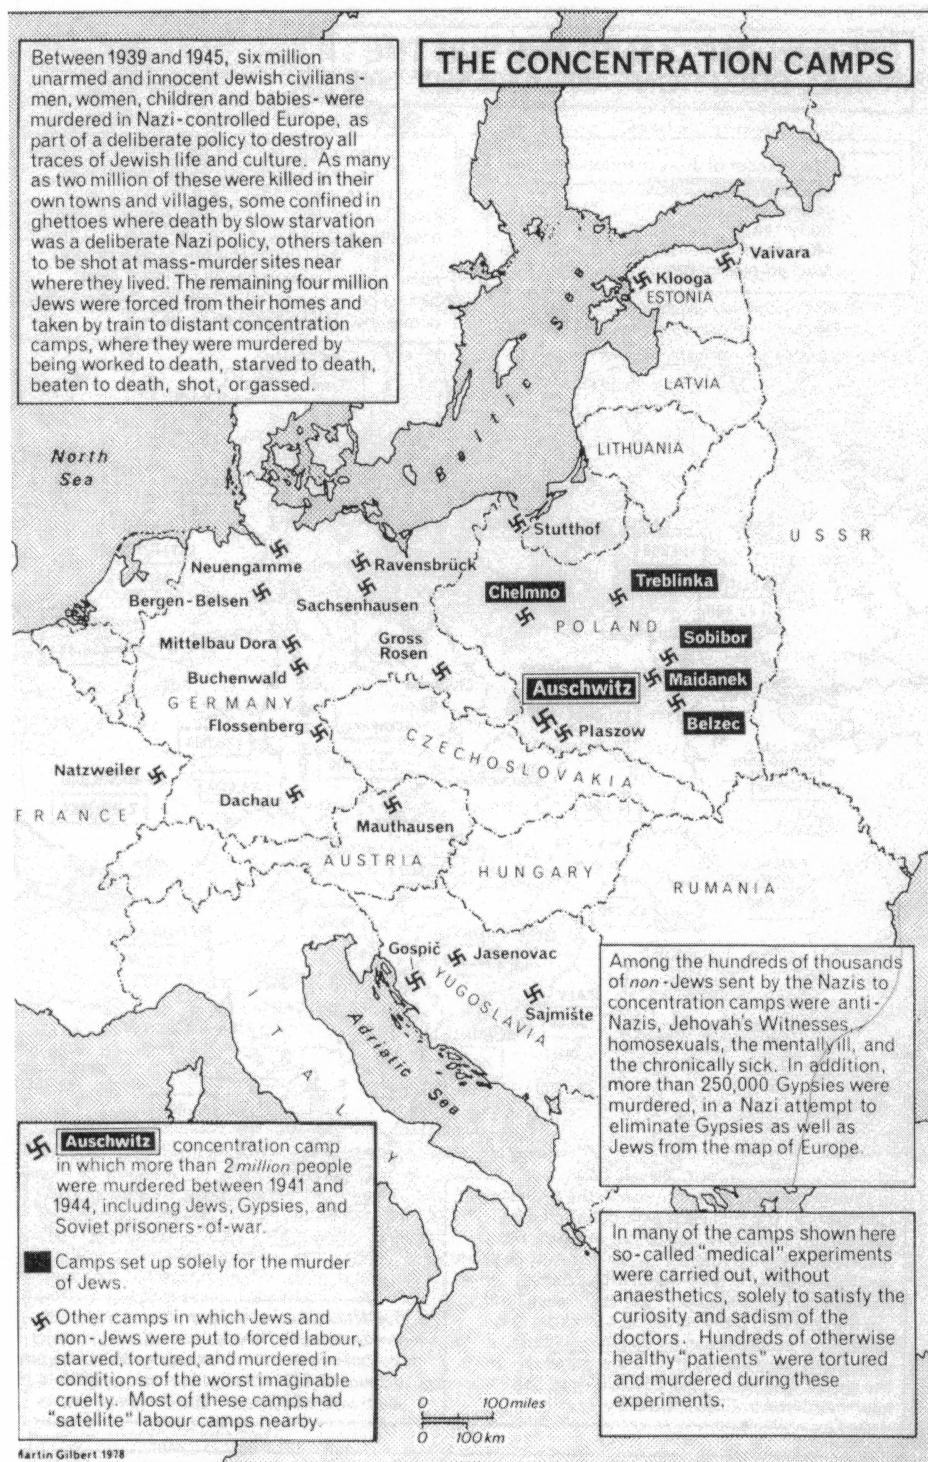 THE CONCENTRATION CAMPS
Between 1939 and 1945, six million
unarmed and innocent Jewish civilians -
men, women, children and babies - were
murdered in Nazi-controlled Europe, as
part of a deliberate policy to destroy all
traces of Jewish life and culture. As many
as two million of these were killed in their
own towns and villages, some confined in
ghettoes where death by slow starvation
was a deliberate Nazi policy, others taken
to be shot at mass-murder sites near
where they lived. The remaining four million
Jews were forced from their homes and
taken by train to distant concentration
camps, where they were murdered by
being worked to death, starved to death,
beaten to death, shot, or gassed.
Vaivara
Klooga
ESTONIA
LATVIA
LITHUANIA
Baltic Sea
North
Sea
USSR
Stutthof
Neuengamme
Ravensbrück
Bergen-Belsen
Sachsenhausen
Chelmno
Treblinka
POLAND
Sobibor
Mittelbau Dora
Gross
Rosen
Buchenwald
Maidanek
Auschwitz
GERMANY
Belzec
Flossenberg
Plaszow
CZECHOSLOVAKIA
Natzweiler
Dachau
FRANCE
Mauthausen
AUSTRIA
HUNGARY
RUMANIA
Gospič
Jasenovac
YUGOSLAVIA
Sajmište
ITALY
Adriatic Sea
Among the hundreds of thousands
of non-Jews sent by the Nazis to
concentration camps were anti-
Nazis, Jehovah's Witnesses,
homosexuals, the mentally ill, and
the chronically sick. In addition,
more than 250,000 Gypsies were
murdered, in a Nazi attempt to
eliminate Gypsies as well as
Jews from the map of Europe.
Auschwitz concentration camp
in which more than 2 million people
were murdered between 1941 and
1944, including Jews, Gypsies, and
Soviet prisoners-of-war.
Camps set up solely for the murder
of Jews.
Other camps in which Jews and
non-Jews were put to forced labour,
starved, tortured, and murdered in
conditions of the worst imaginable
cruelty. Most of these camps had
"satellite" labour camps nearby.
In many of the camps shown here
so-called "medical" experiments
were carried out, without
anaesthetics, solely to satisfy the
curiosity and sadism of the
doctors. Hundreds of otherwise
healthy "patients" were tortured
and murdered during these
experiments.
0 100 miles
0 100 km
Martin Gilbert 1978